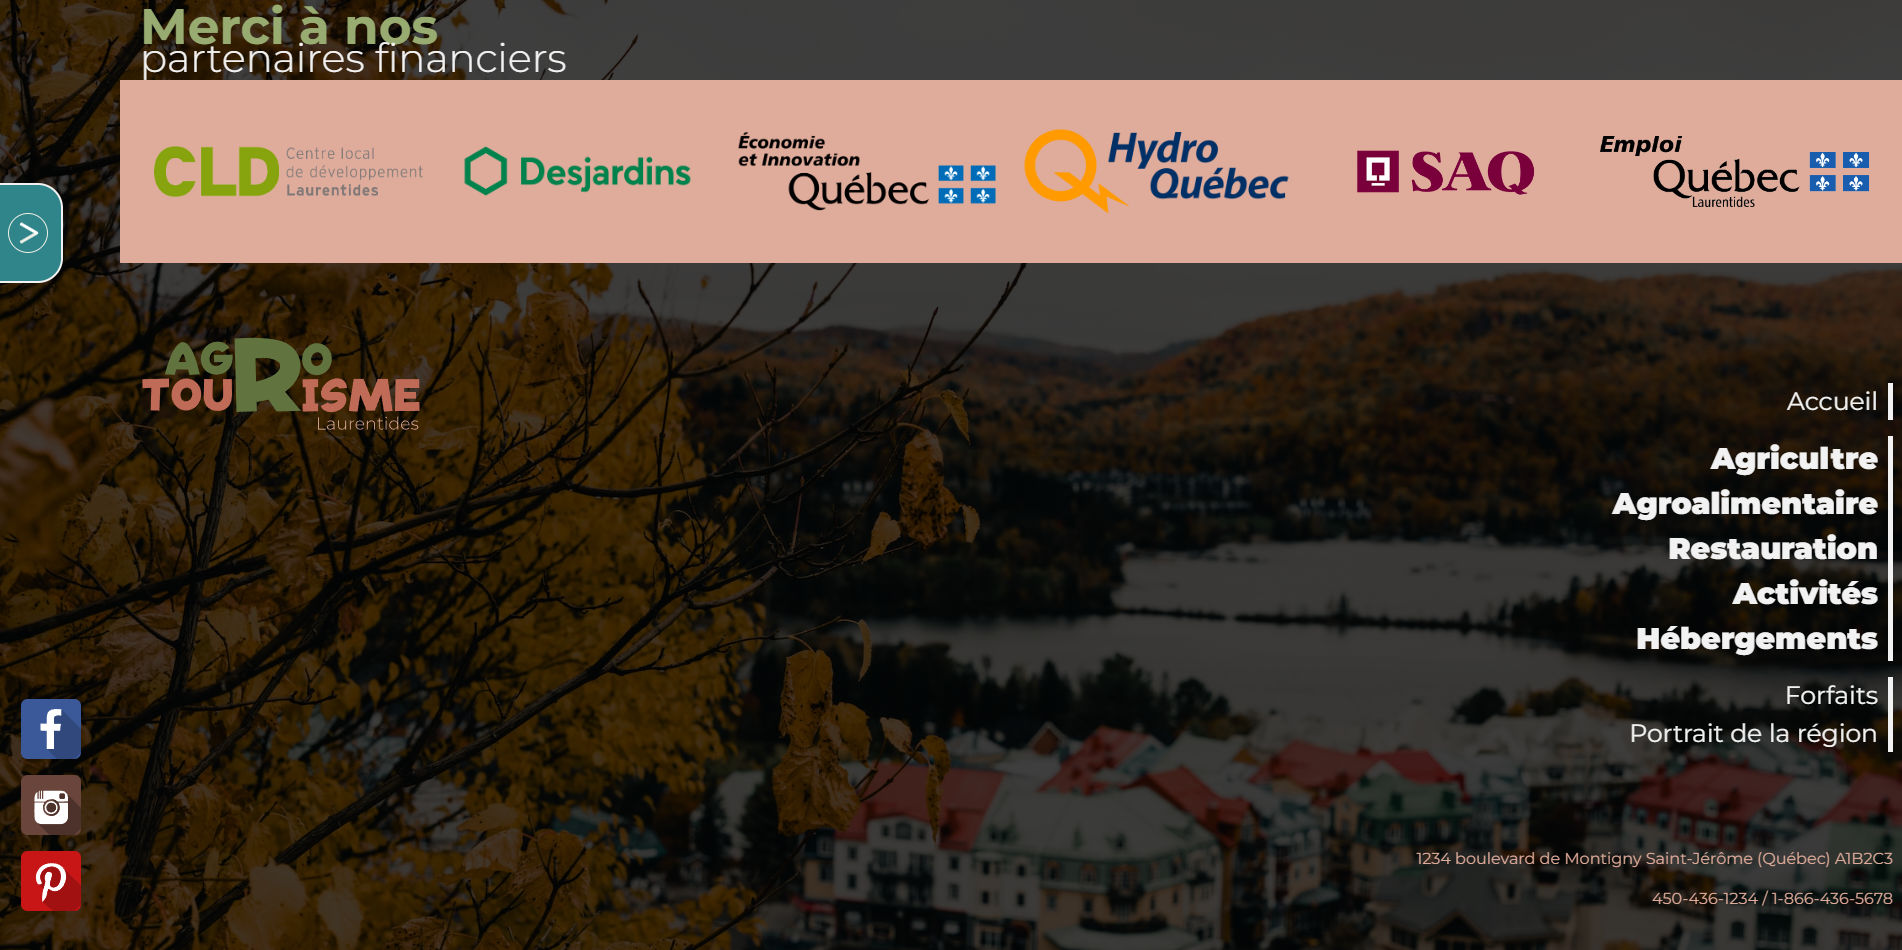 Merci à nos
partenaires financiers
CLD Centre local
de développement
Laurentides
Desjardins
Économie
et Innovation
Québec
Hydro
Québec
SAQ
Emploi
Québec
Laurentides
AGRO
TOURISME
Laurentides
Accueil
Agricultre
Agroalimentaire
Restauration
Activités
Hébergements
Forfaits
Portrait de la région
1234 boulevard de Montigny Saint-Jérôme (Québec) A1B2C3
450-436-1234 / 1-866-436-5678